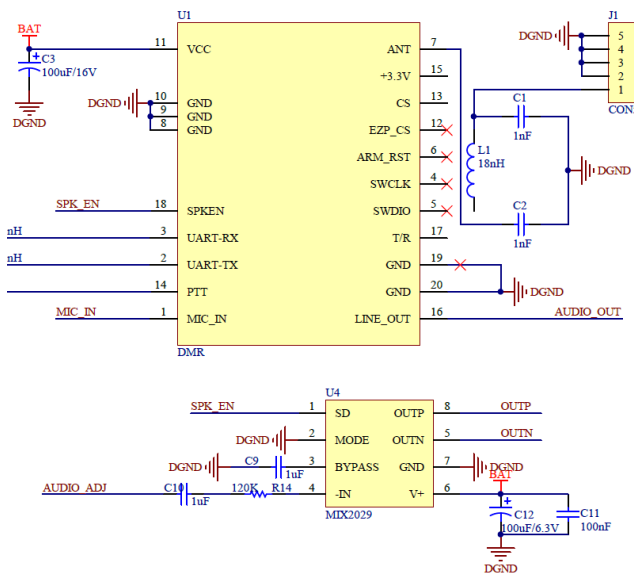 U1
J1
BAT
11
VCC
ANT
7
DGND
5
4
3
2
1
C3
100uF/16V
+3.3V
15
DGND
10
GND
CS
13
9
GND
8
GND
EZP_CS
12
C1
1nF
CON
DGND
ARM_RST
6
L1
18nH
SWCLK
4
DGND
SPK_EN
18
SPKEN
SWDIO
5
C2
1nF
nH
3
UART-RX
T/R
17
nH
2
UART-TX
GND
19
14
PTT
GND
20
DGND
MIC_IN
1
MIC_IN
LINE_OUT
16
AUDIO_OUT
DMR
U4
SPK_EN
1
SD
OUTP
8
OUTP
DGND
2
MODE
OUTN
5
OUTN
DGND
C9
1uF
3
BYPASS
GND
7
DGND
BAT
AUDIO_ADJ
C10
1uF
120K
R14
4
-IN
V+
6
MIX2029
C12
100uF/6.3V
C11
100nF
DGND